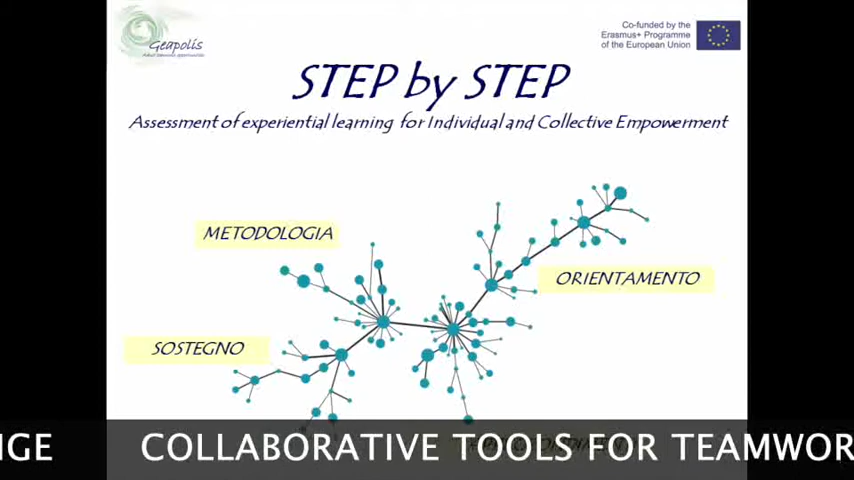 Geapolis
Co-funded by the
Erasmus+ Programme
of the European Union
STEP by STEP
Assessment of experiential learning for Individual and Collective Empowerment
METODOLOGIA
ORIENTAMENTO
SOSTEGNO
NGE COLLABORATIVE TOOLS FOR TEAMWOR